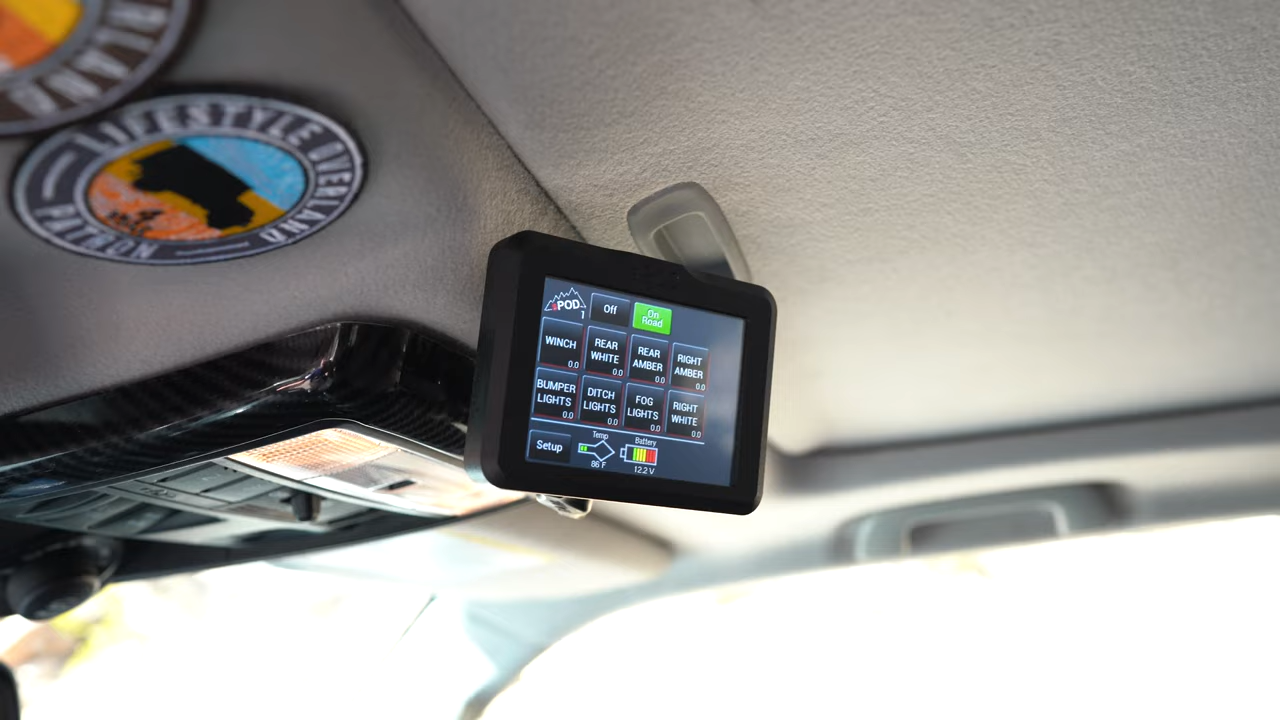 ERLAND
LIFESTYLE OVERLAND
PATRON
sPOD
1
Off
On
Road
WINCH
0.0
REAR
WHITE
0.0
REAR
AMBER
0.0
RIGHT
AMBER
0.0
BUMPER
LIGHTS
0.0
DITCH
LIGHTS
0.0
FOG
LIGHTS
0.0
RIGHT
WHITE
0.0
Setup
Temp
86 F
Battery
12.2 V